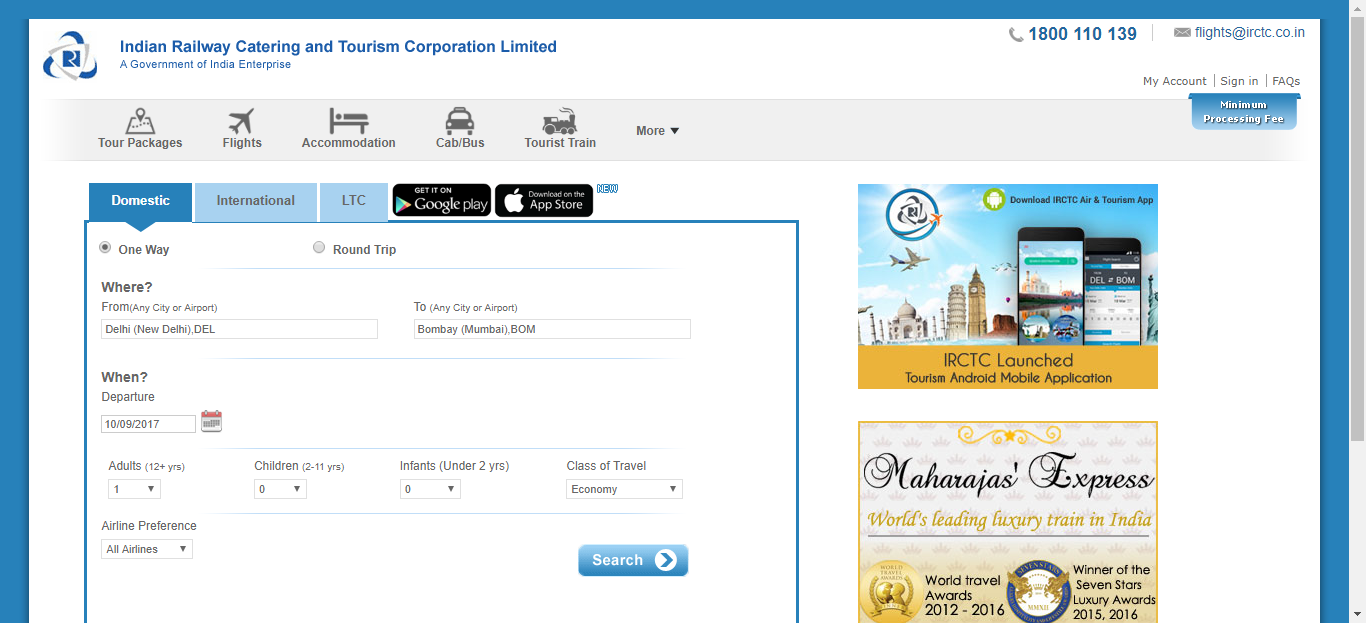 1800 110 139
flights@irctc.co.in
Indian Railway Catering and Tourism Corporation Limited
A Government of India Enterprise
My Account | Sign in | FAQs
Minimum
Processing Fee
Tour Packages
Flights
Accommodation
Cab/Bus
Tourist Train
More
Domestic
International
LTC
GET IT ON
Google play
Download on the
App Store
NEW
One Way
Round Trip
Where?
From(Any City or Airport)
To (Any City or Airport)
Delhi (New Delhi),DEL
Bombay (Mumbai),BOM
When?
Departure
10/09/2017
Adults (12+ yrs)
Children (2-11 yrs)
Infants (Under 2 yrs)
Class of Travel
1
0
0
Economy
Airline Preference
All Airlines
Search
Download IRCTC Air & Tourism App
DEL
BOM
IRCTC Launched
Tourism Android Mobile Application
Maharajas' Express
World's leading luxury train in India
WORLD
TRAVEL
AWARDS
World travel
Awards
2012 - 2016
SEVEN STARS
MMXII
Winner of the
Seven Stars
Luxury Awards
2015, 2016